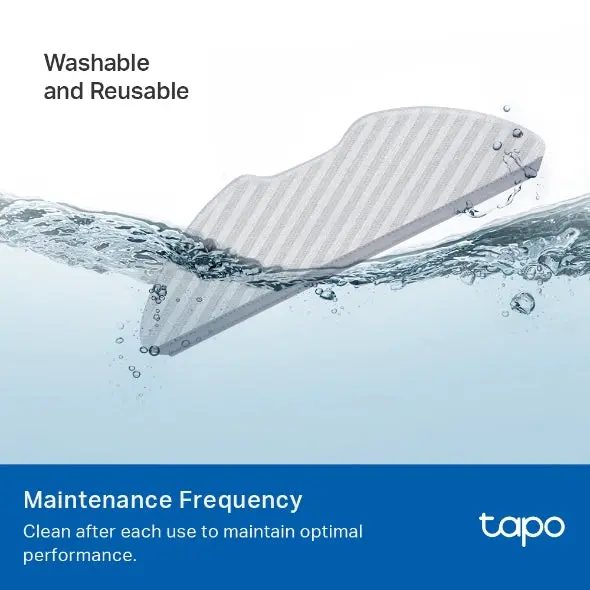 Washable
and Reusable
Maintenance Frequency
Clean after each use to maintain optimal
performance.
tapo